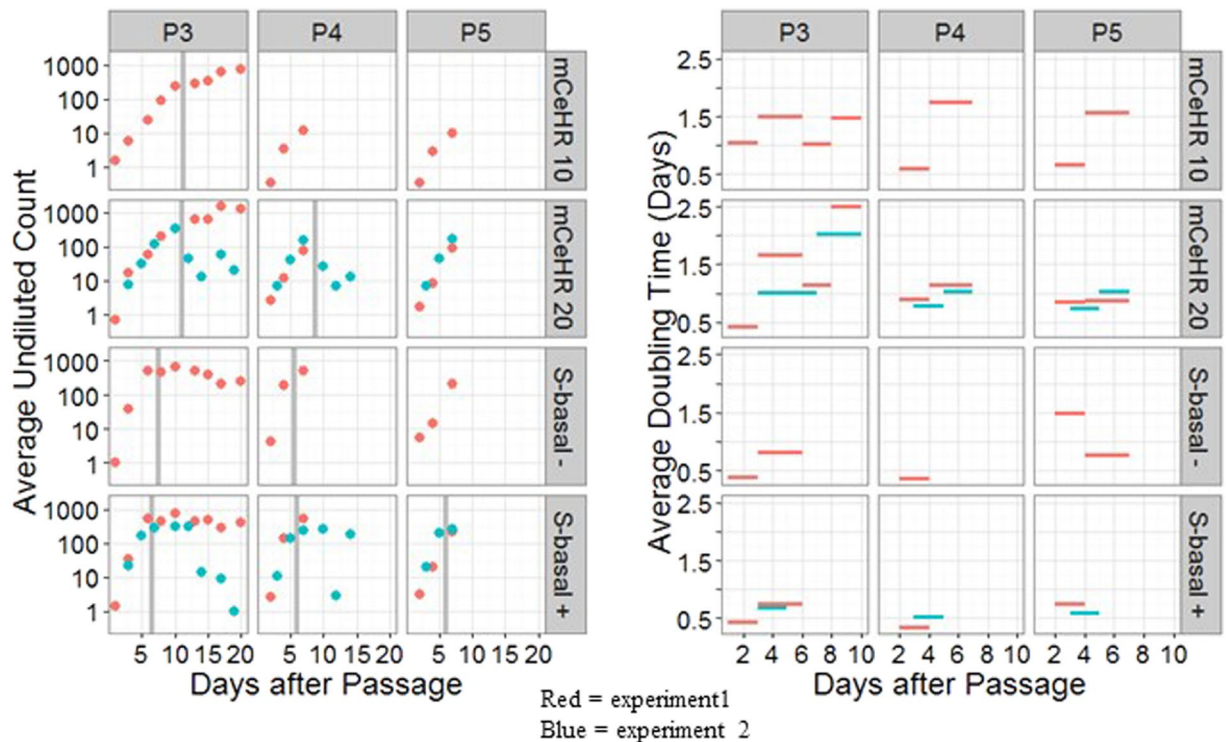 P3 P4 P5
1000
100
10
1
mCeHR 10
1000
100
10
1
mCeHR 20
1000
100
10
1
S-basal -
1000
100
10
1
S-basal +
Average Undiluted Count
5 10 15 20 5 10 15 20 5 10 15 20
Days after Passage
P3 P4 P5
2.5
1.5
0.5
mCeHR 10
2.5
1.5
0.5
mCeHR 20
2.5
1.5
0.5
S-basal -
2.5
1.5
0.5
S-basal +
Average Doubling Time (Days)
2 4 6 8 10 2 4 6 8 10 2 4 6 8 10
Days after Passage
Red = experiment1
Blue = experiment 2